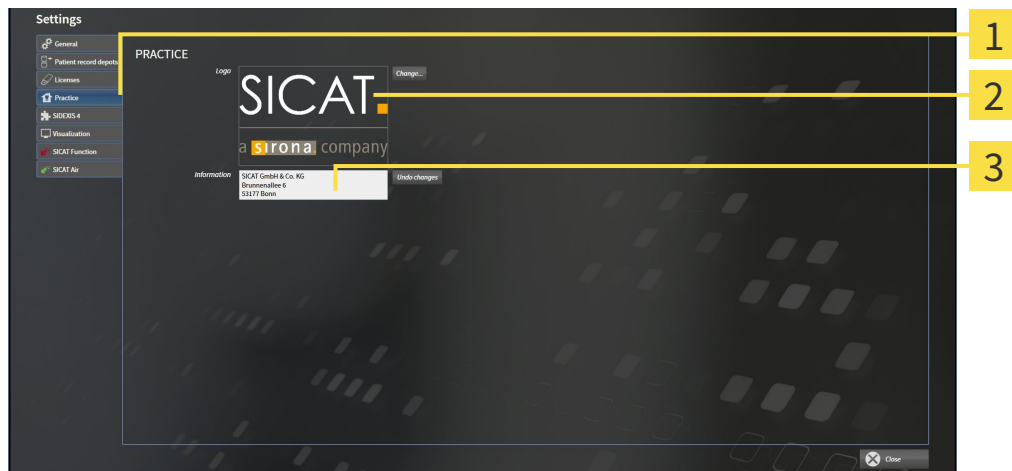 Settings
General
Patient record depots
Licenses
Practice
SIDEXIS 4
Visualization
SICAT Function
SICAT Air
PRACTICE
Logo
SICAT.
a sirona. company
Change...
Information
SICAT GmbH & Co. KG
Brunnenallee 6
53177 Bonn
Undo changes
Close
1
2
3